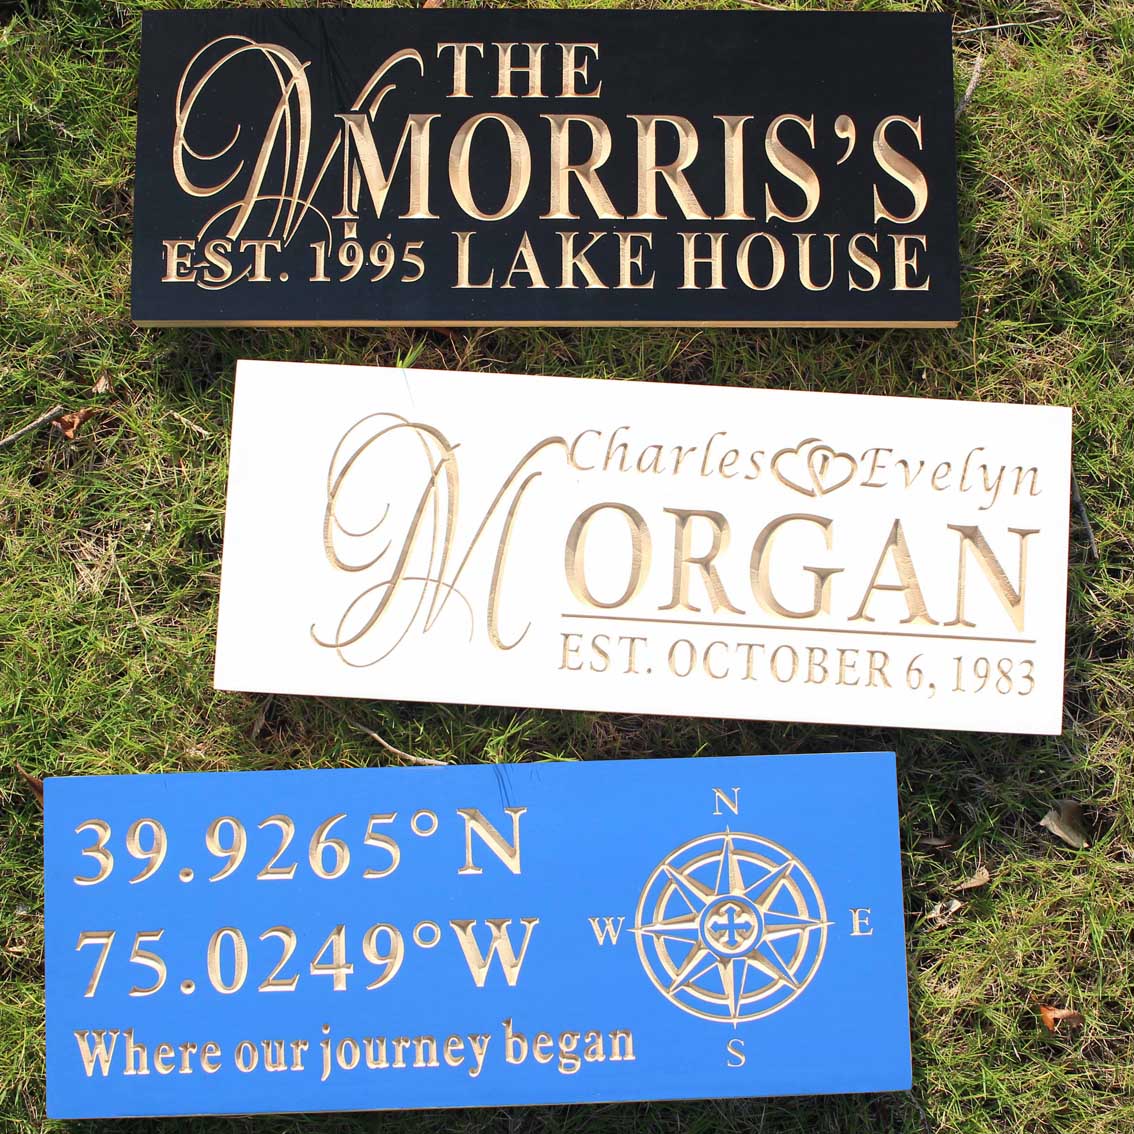 THE
MORRIS'S
EST. 1995 LAKE HOUSE
Charles Evelyn
MORGAN
EST. OCTOBER 6, 1983
39.9265°N
75.0249°W
Where our journey began
N
W E
S